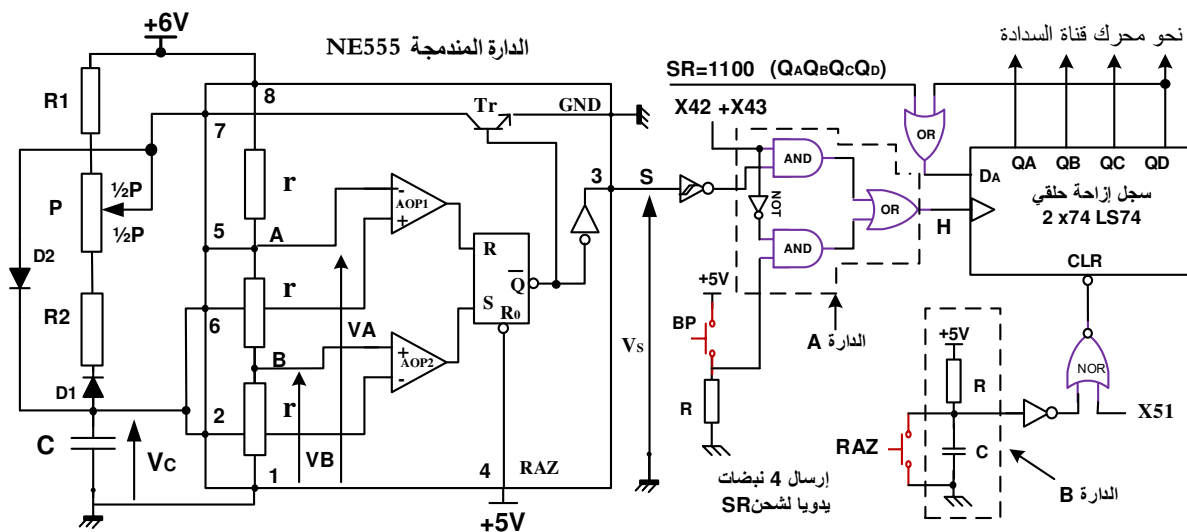 +6V
الدارة المندمجة NE555
R1
8
7
Tr
GND
3
S
r
½P
P
½P
5
A
AOP1
-
+
D2
r
R
Q
S
R0
6
VA
R2
B
AOP2
+
-
D1
2
r
C
VC
VB
1
4
RAZ
+5V
VS
نحو محرك قناة السدادة
SR=1100 (QAQBQCQD)
X42 +X43
OR
AND
NOT
OR
AND
H
QA QB QC QD
DA
سجل إزاحة حلقي
2 x74 LS74
CLR
+5V
BP
الدارة A
R
إرسال 4 نبضات
يدويا لشحن SR
+5V
R
NOR
X51
RAZ
C
الدارة B